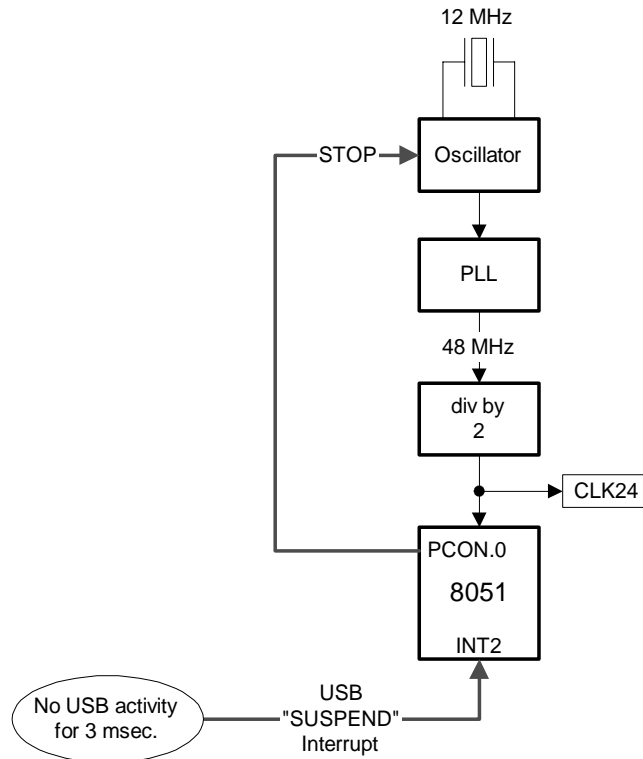 12 MHz
STOP
Oscillator
PLL
48 MHz
div by
2
CLK24
PCON.0
8051
INT2
No USB activity
for 3 msec.
USB
"SUSPEND"
Interrupt